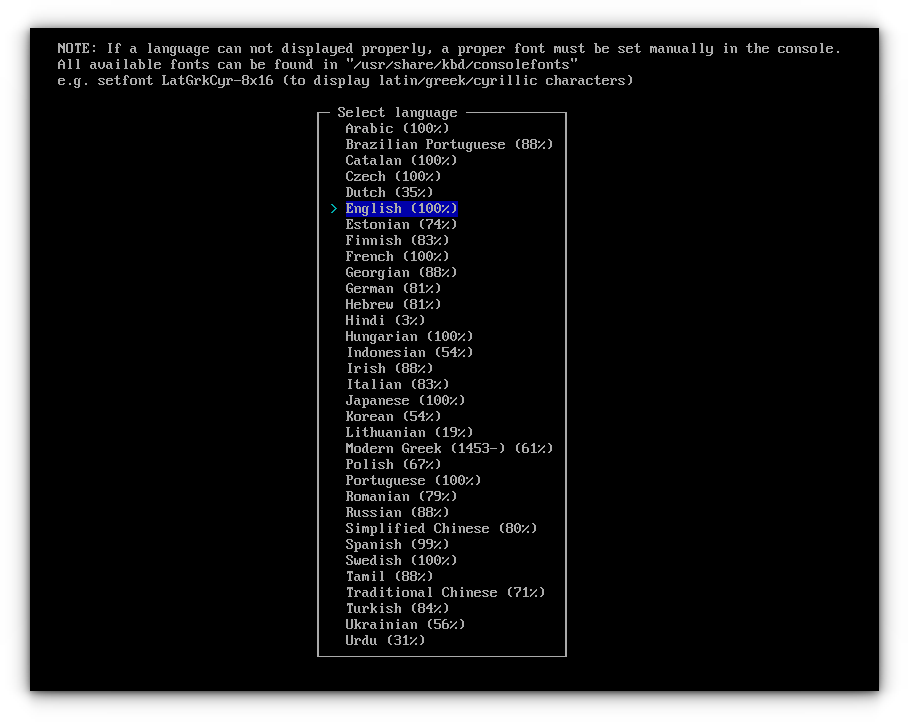 NOTE: If a language can not displayed properly, a proper font must be set manually in the console.
All available fonts can be found in "/usr/share/kbd/consolefonts"
e.g. setfont LatGrkCyr-8x16 (to display latin/greek/cyrillic characters)
Select language
Arabic (100%)
Brazilian Portuguese (88%)
Catalan (100%)
Czech (100%)
Dutch (35%)
> English (100%)
Estonian (74%)
Finnish (83%)
French (100%)
Georgian (88%)
German (81%)
Hebrew (81%)
Hindi (3%)
Hungarian (100%)
Indonesian (54%)
Irish (88%)
Italian (83%)
Japanese (100%)
Korean (54%)
Lithuanian (19%)
Modern Greek (1453-) (61%)
Polish (67%)
Portuguese (100%)
Romanian (79%)
Russian (88%)
Simplified Chinese (80%)
Spanish (99%)
Swedish (100%)
Tamil (88%)
Traditional Chinese (71%)
Turkish (84%)
Ukrainian (56%)
Urdu (31%)